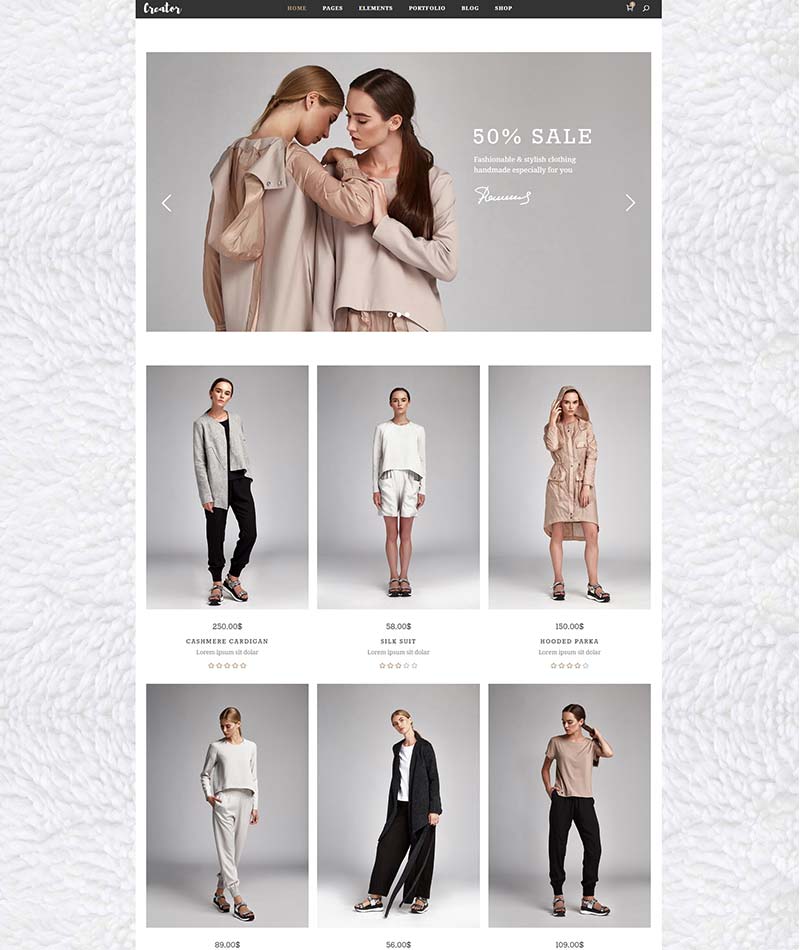 Creator
HOME PAGES ELEMENTS PORTFOLIO BLOG SHOP
50% SALE
Fashionable & stylish clothing
handmade especially for you
250.00$ 58.00$ 150.00$
CASHMERE CARDIGAN SILK SUIT HOODED PARKA
Lorem ipsum sit dolar Lorem ipsum sit dolar Lorem ipsum sit dolar
89.00$ 56.00$ 109.00$